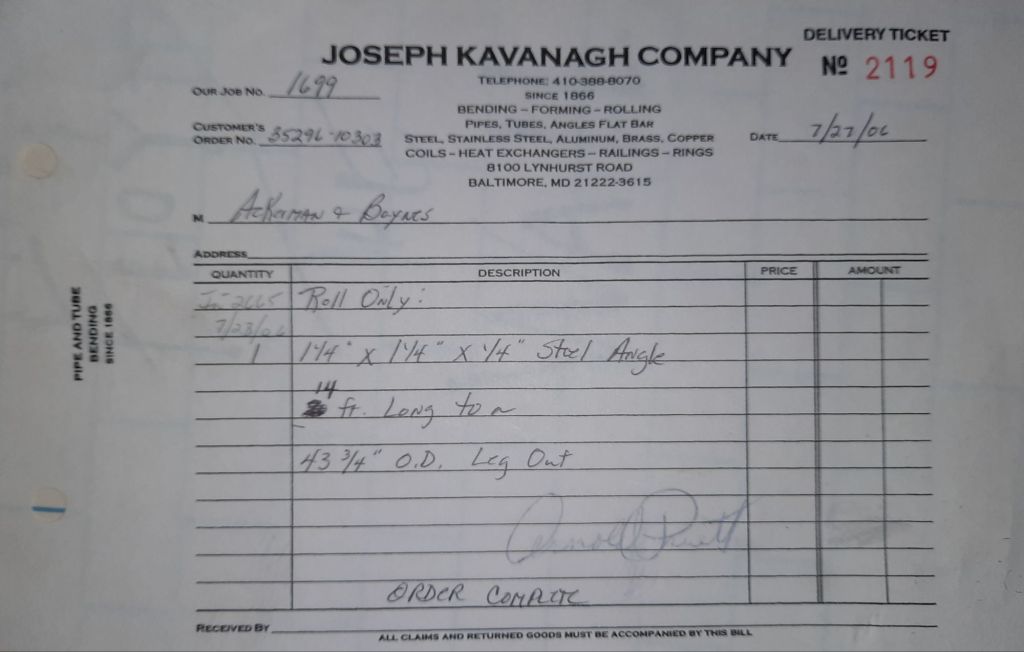 DELIVERY TICKET
JOSEPH KAVANAGH COMPANY
Nº 2119
TELEPHONE: 410-388-8070
SINCE 1866
OUR JOB NO. 1699
BENDING – FORMING – ROLLING
PIPES, TUBES, ANGLES FLAT BAR
CUSTOMER'S
ORDER NO. 35296-10303
STEEL, STAINLESS STEEL, ALUMINUM, BRASS, COPPER
DATE 7/27/06
COILS – HEAT EXCHANGERS – RAILINGS – RINGS
8100 LYNHURST ROAD
BALTIMORE, MD 21222-3615
M Ackerman & Baynes
ADDRESS
QUANTITY DESCRIPTION PRICE AMOUNT
2665 Roll Only:
7/23/06
1 1 1/4" X 1 1/4" X 1/4" Steel Angle
14
ft. Long to a
43 3/4" O.D. Leg Out
ORDER COMPLETE
RECEIVED BY
ALL CLAIMS AND RETURNED GOODS MUST BE ACCOMPANIED BY THIS BILL
PIPE AND TUBE
BENDING
SINCE 1866